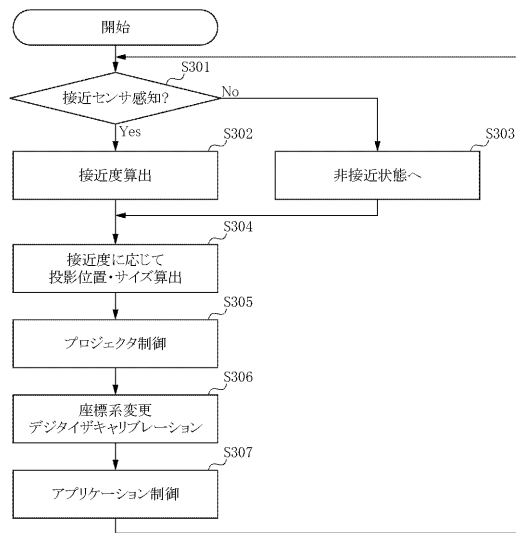 開始
S301
接近センサ感知?
No
Yes
S302
接近度算出
S303
非接近状態へ
S304
接近度に応じて
投影位置・サイズ算出
S305
プロジェクタ制御
S306
座標系変更
デジタイザキャリブレーション
S307
アプリケーション制御